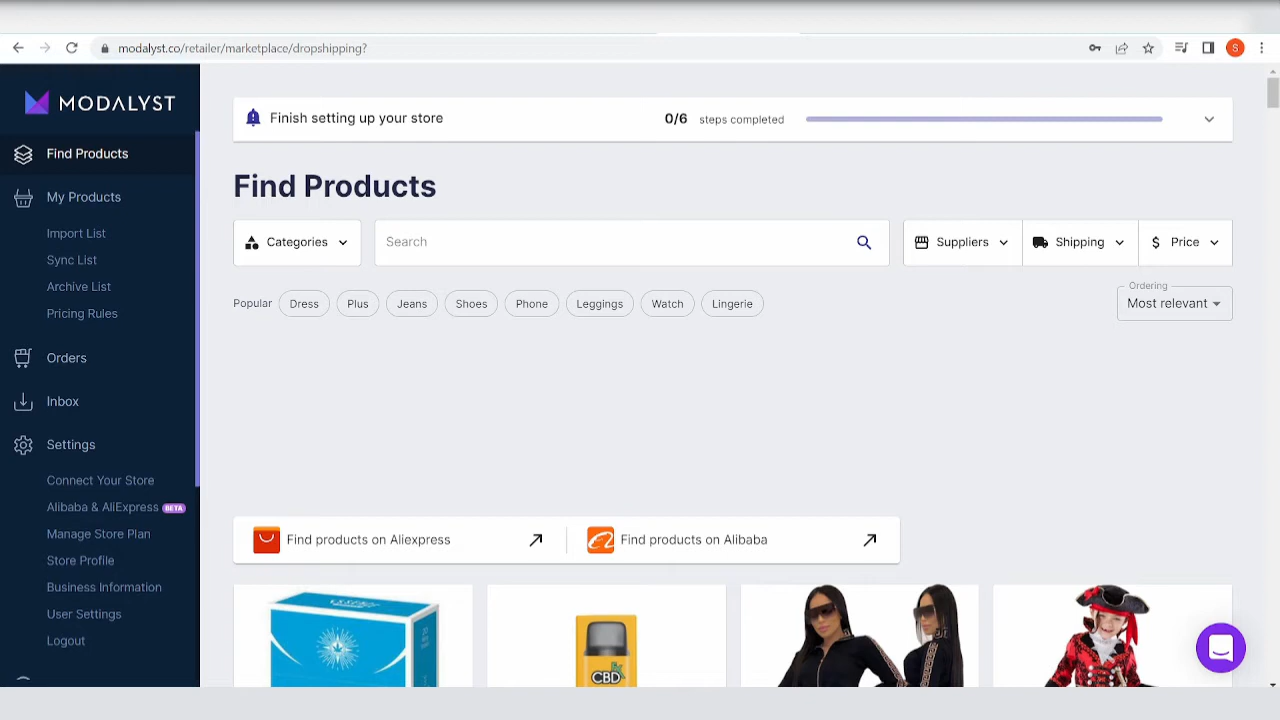 modalyst.co/retailer/marketplace/dropshipping?
S
MODALYST
Find Products
My Products
Import List
Sync List
Archive List
Pricing Rules
Orders
Inbox
Settings
Connect Your Store
Alibaba & AliExpress BETA
Manage Store Plan
Store Profile
Business Information
User Settings
Logout
Finish setting up your store 0/6 steps completed
Find Products
Categories Search Suppliers Shipping $ Price
Popular Dress Plus Jeans Shoes Phone Leggings Watch Lingerie
Ordering
Most relevant
Find products on Aliexpress Find products on Alibaba
CBD